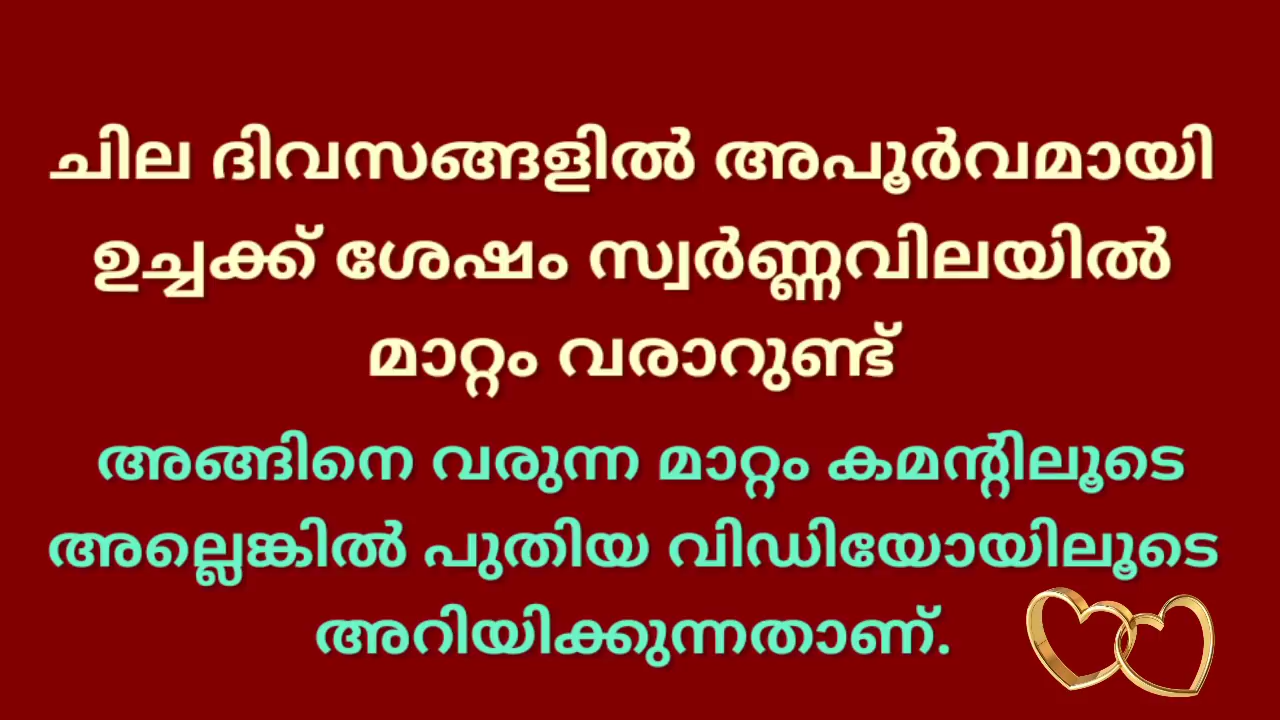 ചില ദിവസങ്ങളിൽ അപൂർവമായി
ഉച്ചക്ക് ശേഷം സ്വർണ്ണവിലയിൽ
മാറ്റം വരാറുണ്ട്
അങ്ങിനെ വരുന്ന മാറ്റം കമന്റിലൂടെ
അല്ലെങ്കിൽ പുതിയ വിഡിയോയിലൂടെ
അറിയിക്കുന്നതാണ്.